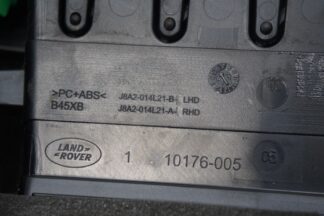 >PC+ABS<
B45XB
J8A2-014L21-B- LHD
J8A2-014L21-A- RHD
LAND
ROVER
1 10176-005